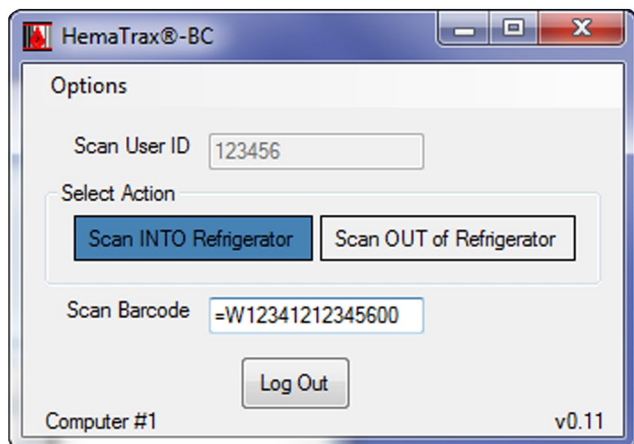 HemaTrax®-BC
Options
Scan User ID 123456
Select Action
Scan INTO Refrigerator Scan OUT of Refrigerator
Scan Barcode =W12341212345600
Log Out
Computer #1 v0.11